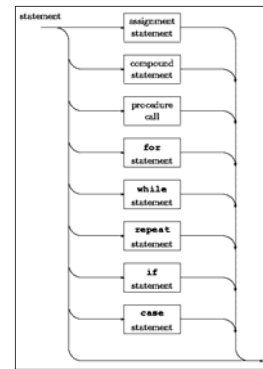 statement
assignment
statement
compound
statement
procedure
call
for
statement
while
statement
repeat
statement
if
statement
case
statement